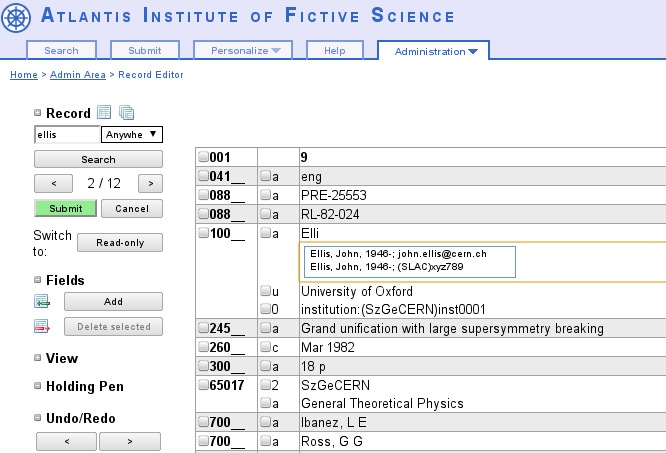 Atlantis Institute of Fictive Science
Search Submit Personalize Help Administration
Home > Admin Area > Record Editor
Record
ellis Anywhe
Search
< 2 / 12 >
Submit Cancel
Switch to: Read-only
Fields
Add
Delete selected
View
Holding Pen
Undo/Redo
< >
001 9
041__ a eng
088__ a PRE-25553
088__ a RL-82-024
100__ a Elli
Ellis, John, 1946-; john.ellis@cern.ch
Ellis, John, 1946-; (SLAC)xyz789
u University of Oxford
0 institution:(SzGeCERN)inst0001
245__ a Grand unification with large supersymmetry breaking
260__ c Mar 1982
300__ a 18 p
65017 2 SzGeCERN
a General Theoretical Physics
700__ a Ibanez, L E
700__ a Ross, G G